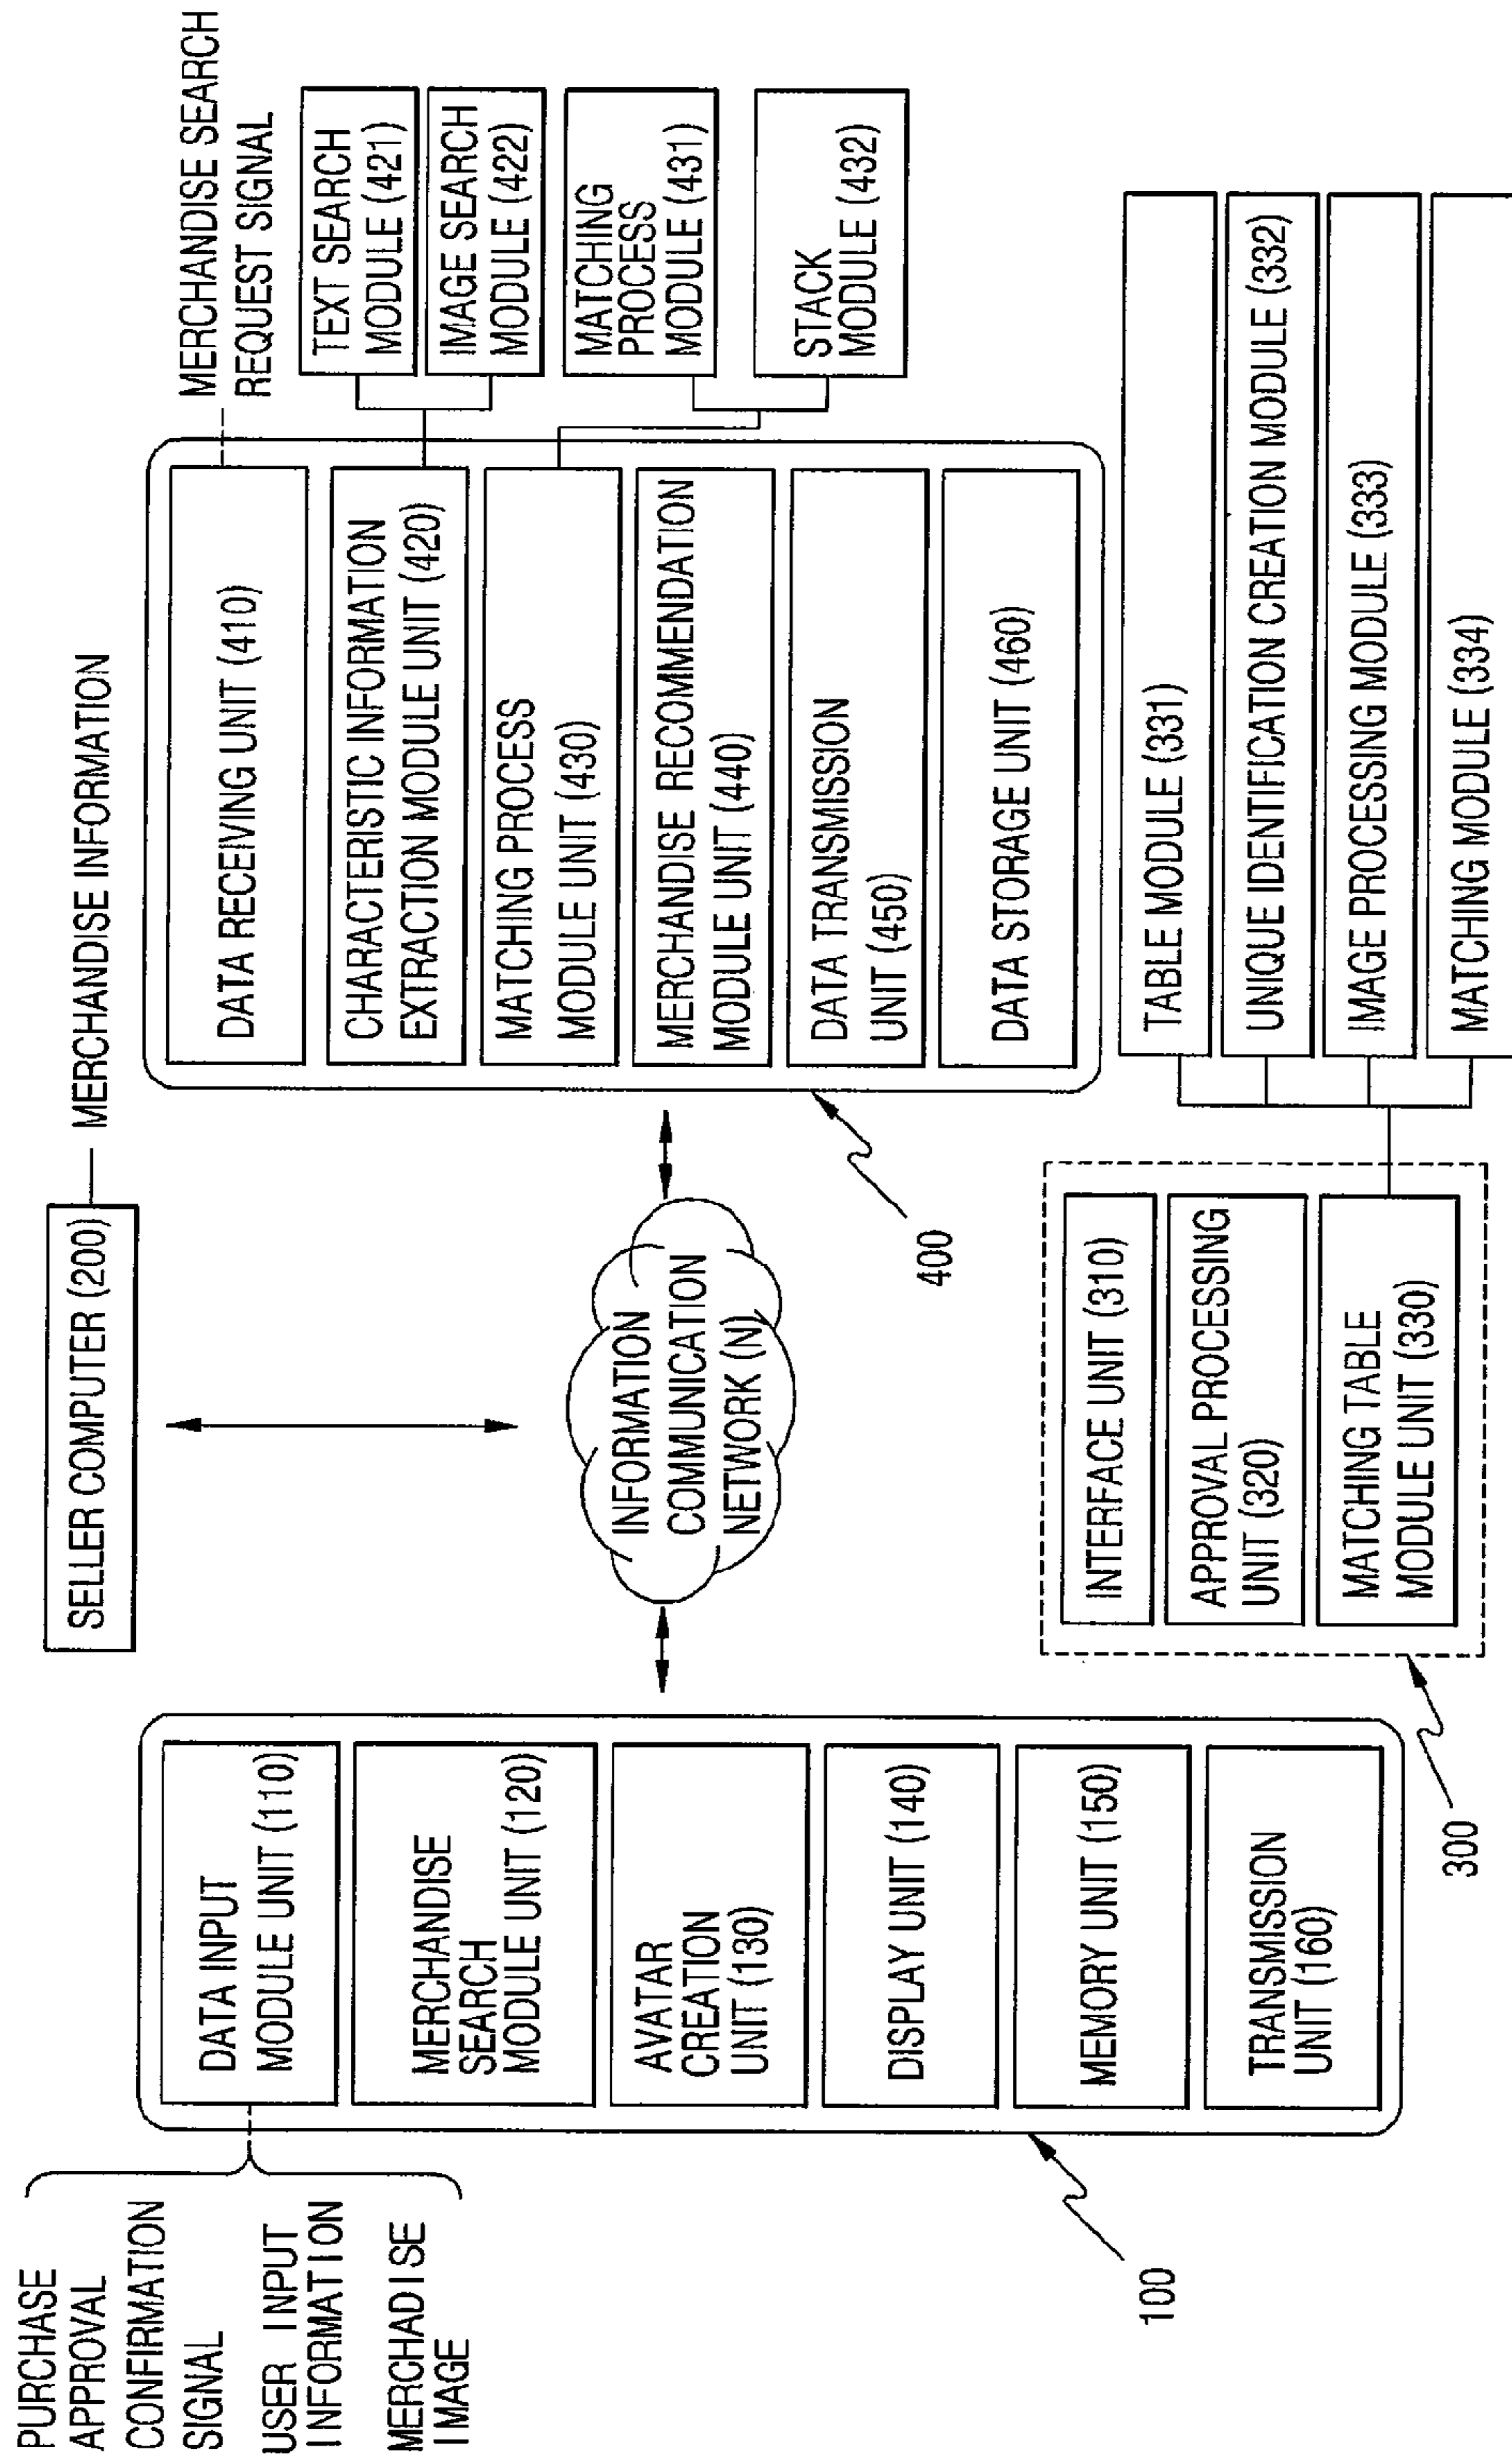 PURCHASE
APPROVAL
CONFIRMATION
SIGNAL
USER INPUT
INFORMATION
MERCHADISE
IMAGE
DATA INPUT
MODULE UNIT (110)
MERCHANDISE
SEARCH
MODULE UNIT (120)
AVATAR
CREATION
UNIT (130)
DISPLAY UNIT (140)
MEMORY UNIT (150)
TRANSMISSION
UNIT (160)
100
SELLER COMPUTER (200)
MERCHANDISE INFORMATION
INFORMATION
COMMUNICATION
NETWORK (N)
INTERFACE UNIT (310)
APPROVAL PROCESSING
UNIT (320)
MATCHING TABLE
MODULE UNIT (330)
300
TABLE MODULE (331)
UNIQUE IDENTIFICATION CREATION MODULE (332)
IMAGE PROCESSING MODULE (333)
MATCHING MODULE (334)
DATA RECEIVING UNIT (410)
CHARACTERISTIC INFORMATION
EXTRACTION MODULE UNIT (420)
MATCHING PROCESS
MODULE UNIT (430)
MERCHANDISE RECOMMENDATION
MODULE UNIT (440)
DATA TRANSMISSION
UNIT (450)
DATA STORAGE UNIT (460)
400
MERCHANDISE SEARCH
REQUEST SIGNAL
TEXT SEARCH
MODULE (421)
IMAGE SEARCH
MODULE (422)
MATCHING
PROCESS
MODULE (431)
STACK
MODULE (432)